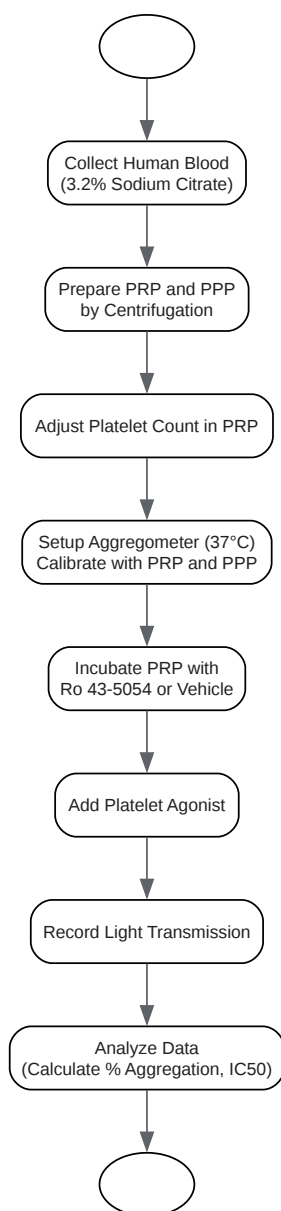 Collect Human Blood
(3.2% Sodium Citrate)
Prepare PRP and PPP
by Centrifugation
Adjust Platelet Count in PRP
Setup Aggregometer (37°C)
Calibrate with PRP and PPP
Incubate PRP with
Ro 43-5054 or Vehicle
Add Platelet Agonist
Record Light Transmission
Analyze Data
(Calculate % Aggregation, IC50)